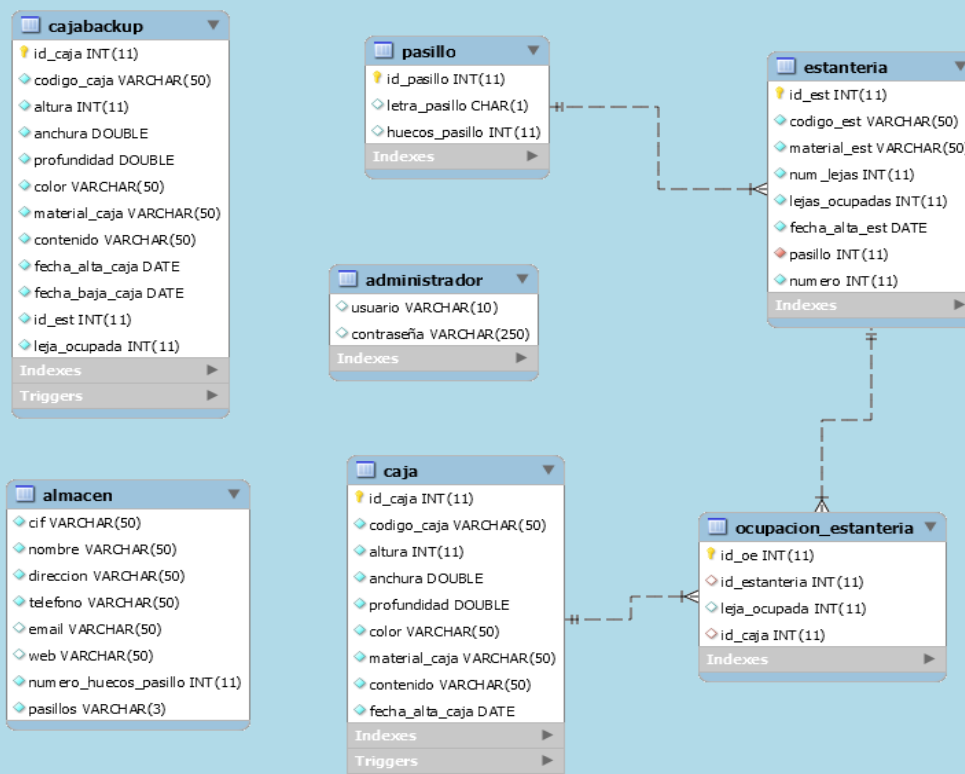 cajabackup
id_caja INT(11)
codigo_caja VARCHAR(50)
altura INT(11)
anchura DOUBLE
profundidad DOUBLE
color VARCHAR(50)
material_caja VARCHAR(50)
contenido VARCHAR(50)
fecha_alta_caja DATE
fecha_baja_caja DATE
id_est INT(11)
leja_ocupada INT(11)
Indexes
Triggers
pasillo
id_pasillo INT(11)
letra_pasillo CHAR(1)
huecos_pasillo INT(11)
Indexes
estanteria
id_est INT(11)
codigo_est VARCHAR(50)
material_est VARCHAR(50)
num_lejas INT(11)
lejas_ocupadas INT(11)
fecha_alta_est DATE
pasillo INT(11)
numero INT(11)
Indexes
administrador
usuario VARCHAR(10)
contraseña VARCHAR(250)
Indexes
almacen
cif VARCHAR(50)
nombre VARCHAR(50)
direccion VARCHAR(50)
telefono VARCHAR(50)
email VARCHAR(50)
web VARCHAR(50)
numero_huecos_pasillo INT(11)
pasillos VARCHAR(3)
caja
id_caja INT(11)
codigo_caja VARCHAR(50)
altura INT(11)
anchura DOUBLE
profundidad DOUBLE
color VARCHAR(50)
material_caja VARCHAR(50)
contenido VARCHAR(50)
fecha_alta_caja DATE
Indexes
Triggers
ocupacion_estanteria
id_oe INT(11)
id_estanteria INT(11)
leja_ocupada INT(11)
id_caja INT(11)
Indexes